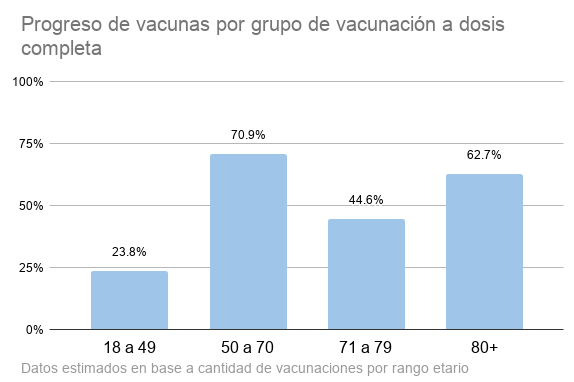 Progreso de vacunas por grupo de vacunación a dosis
completa
100%
75%
50%
25%
0%
23.8%
70.9%
44.6%
62.7%
18 a 49
50 a 70
71 a 79
80+
Datos estimados en base a cantidad de vacunaciones por rango etario